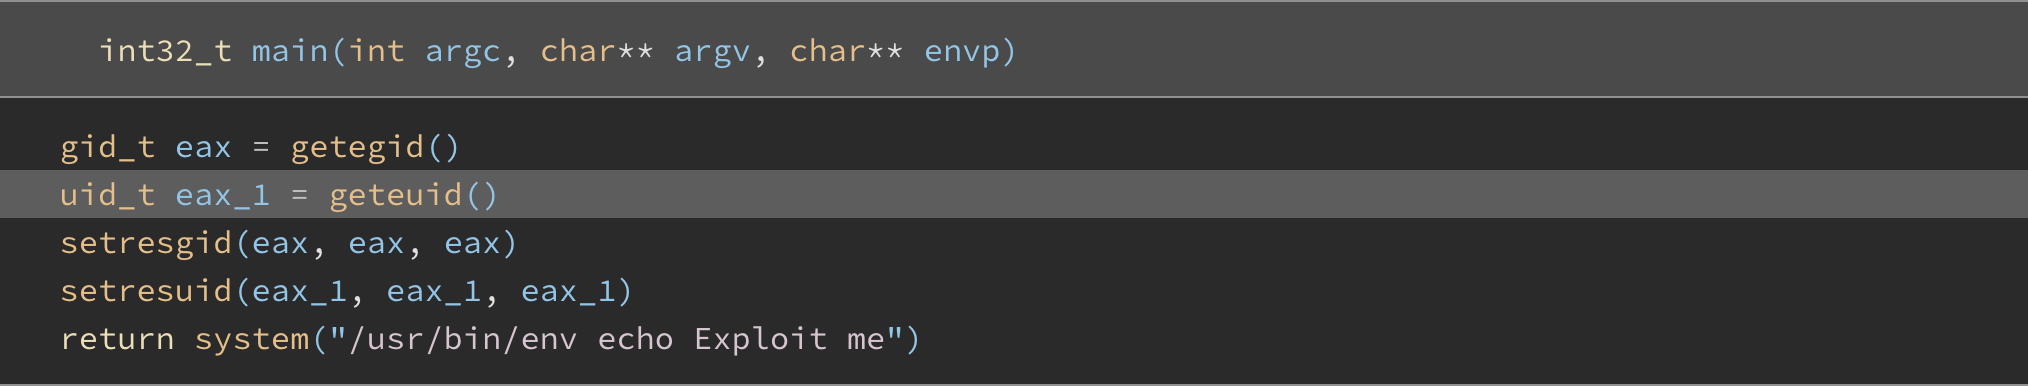 int32_t main(int argc, char** argv, char** envp)
gid_t eax = getegid()
uid_t eax_1 = geteuid()
setresgid(eax, eax, eax)
setresuid(eax_1, eax_1, eax_1)
return system("/usr/bin/env echo Exploit me")